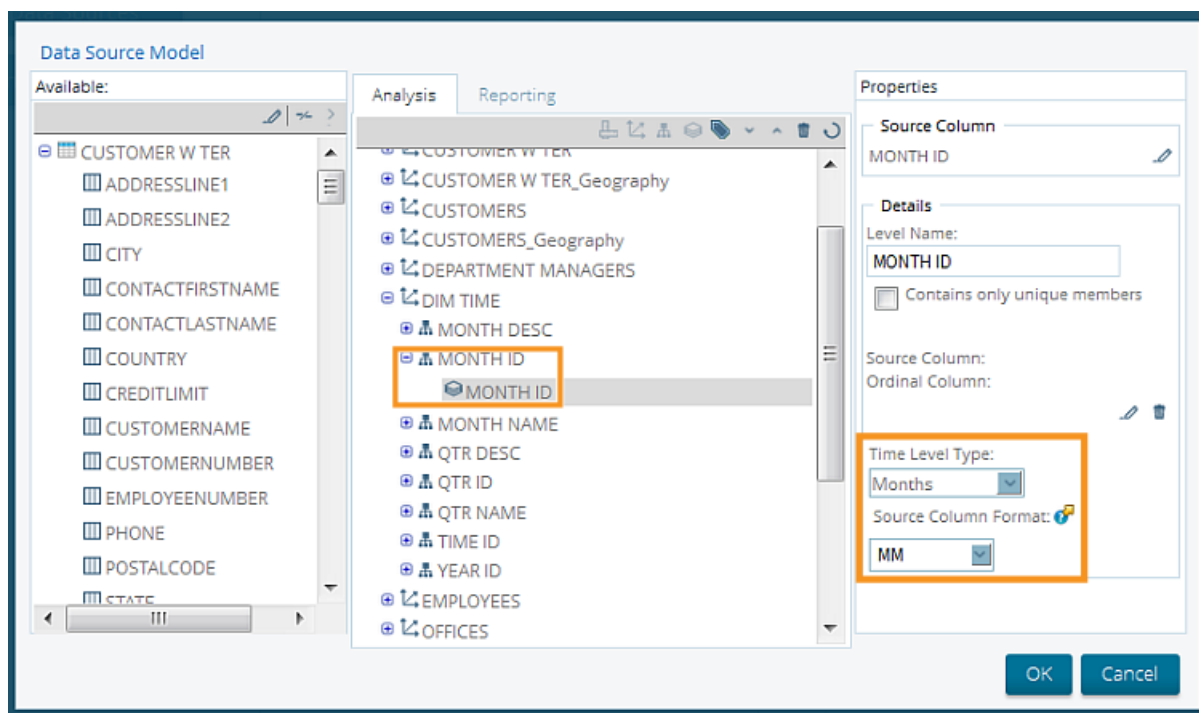 Data Source Model
Available:
CUSTOMER W TER
ADDRESSLINE1
ADDRESSLINE2
CITY
CONTACTFIRSTNAME
CONTACTLASTNAME
COUNTRY
CREDITLIMIT
CUSTOMERNAME
CUSTOMERNUMBER
EMPLOYEENUMBER
PHONE
POSTALCODE
STATE
Analysis
Reporting
CUSTOMER W TER
CUSTOMER W TER_Geography
CUSTOMERS
CUSTOMERS_Geography
DEPARTMENT MANAGERS
DIM TIME
MONTH DESC
MONTH ID
MONTH ID
MONTH NAME
QTR DESC
QTR ID
QTR NAME
TIME ID
YEAR ID
EMPLOYEES
OFFICES
Properties
Source Column
MONTH ID
Details
Level Name:
MONTH ID
Contains only unique members
Source Column:
Ordinal Column:
Time Level Type:
Months
Source Column Format:
MM
OK
Cancel